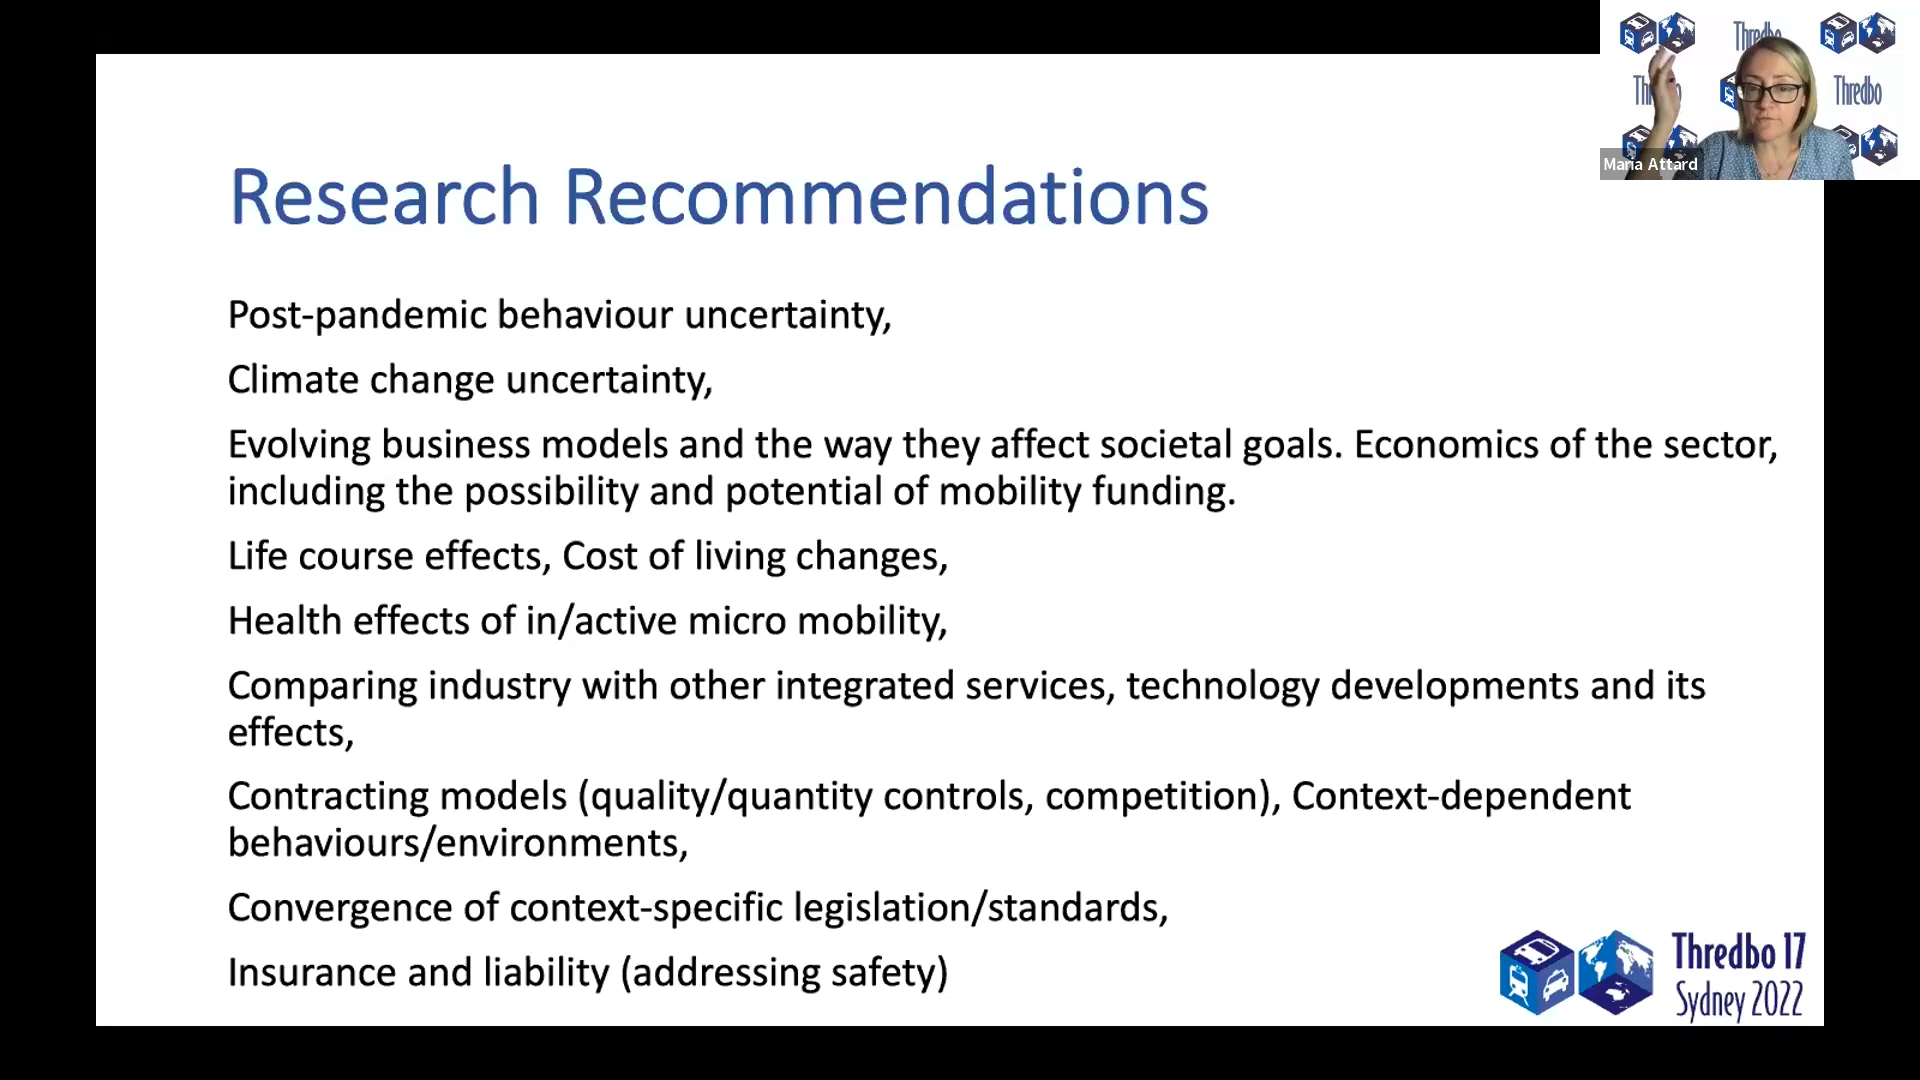 Thredbo
Thredbo
Maria Attard
Research Recommendations
Post-pandemic behaviour uncertainty,
Climate change uncertainty,
Evolving business models and the way they affect societal goals. Economics of the sector,
including the possibility and potential of mobility funding.
Life course effects, Cost of living changes,
Health effects of in/active micro mobility,
Comparing industry with other integrated services, technology developments and its
effects,
Contracting models (quality/quantity controls, competition), Context-dependent
behaviours/environments,
Convergence of context-specific legislation/standards,
Insurance and liability (addressing safety)
Thredbo 17
Sydney 2022